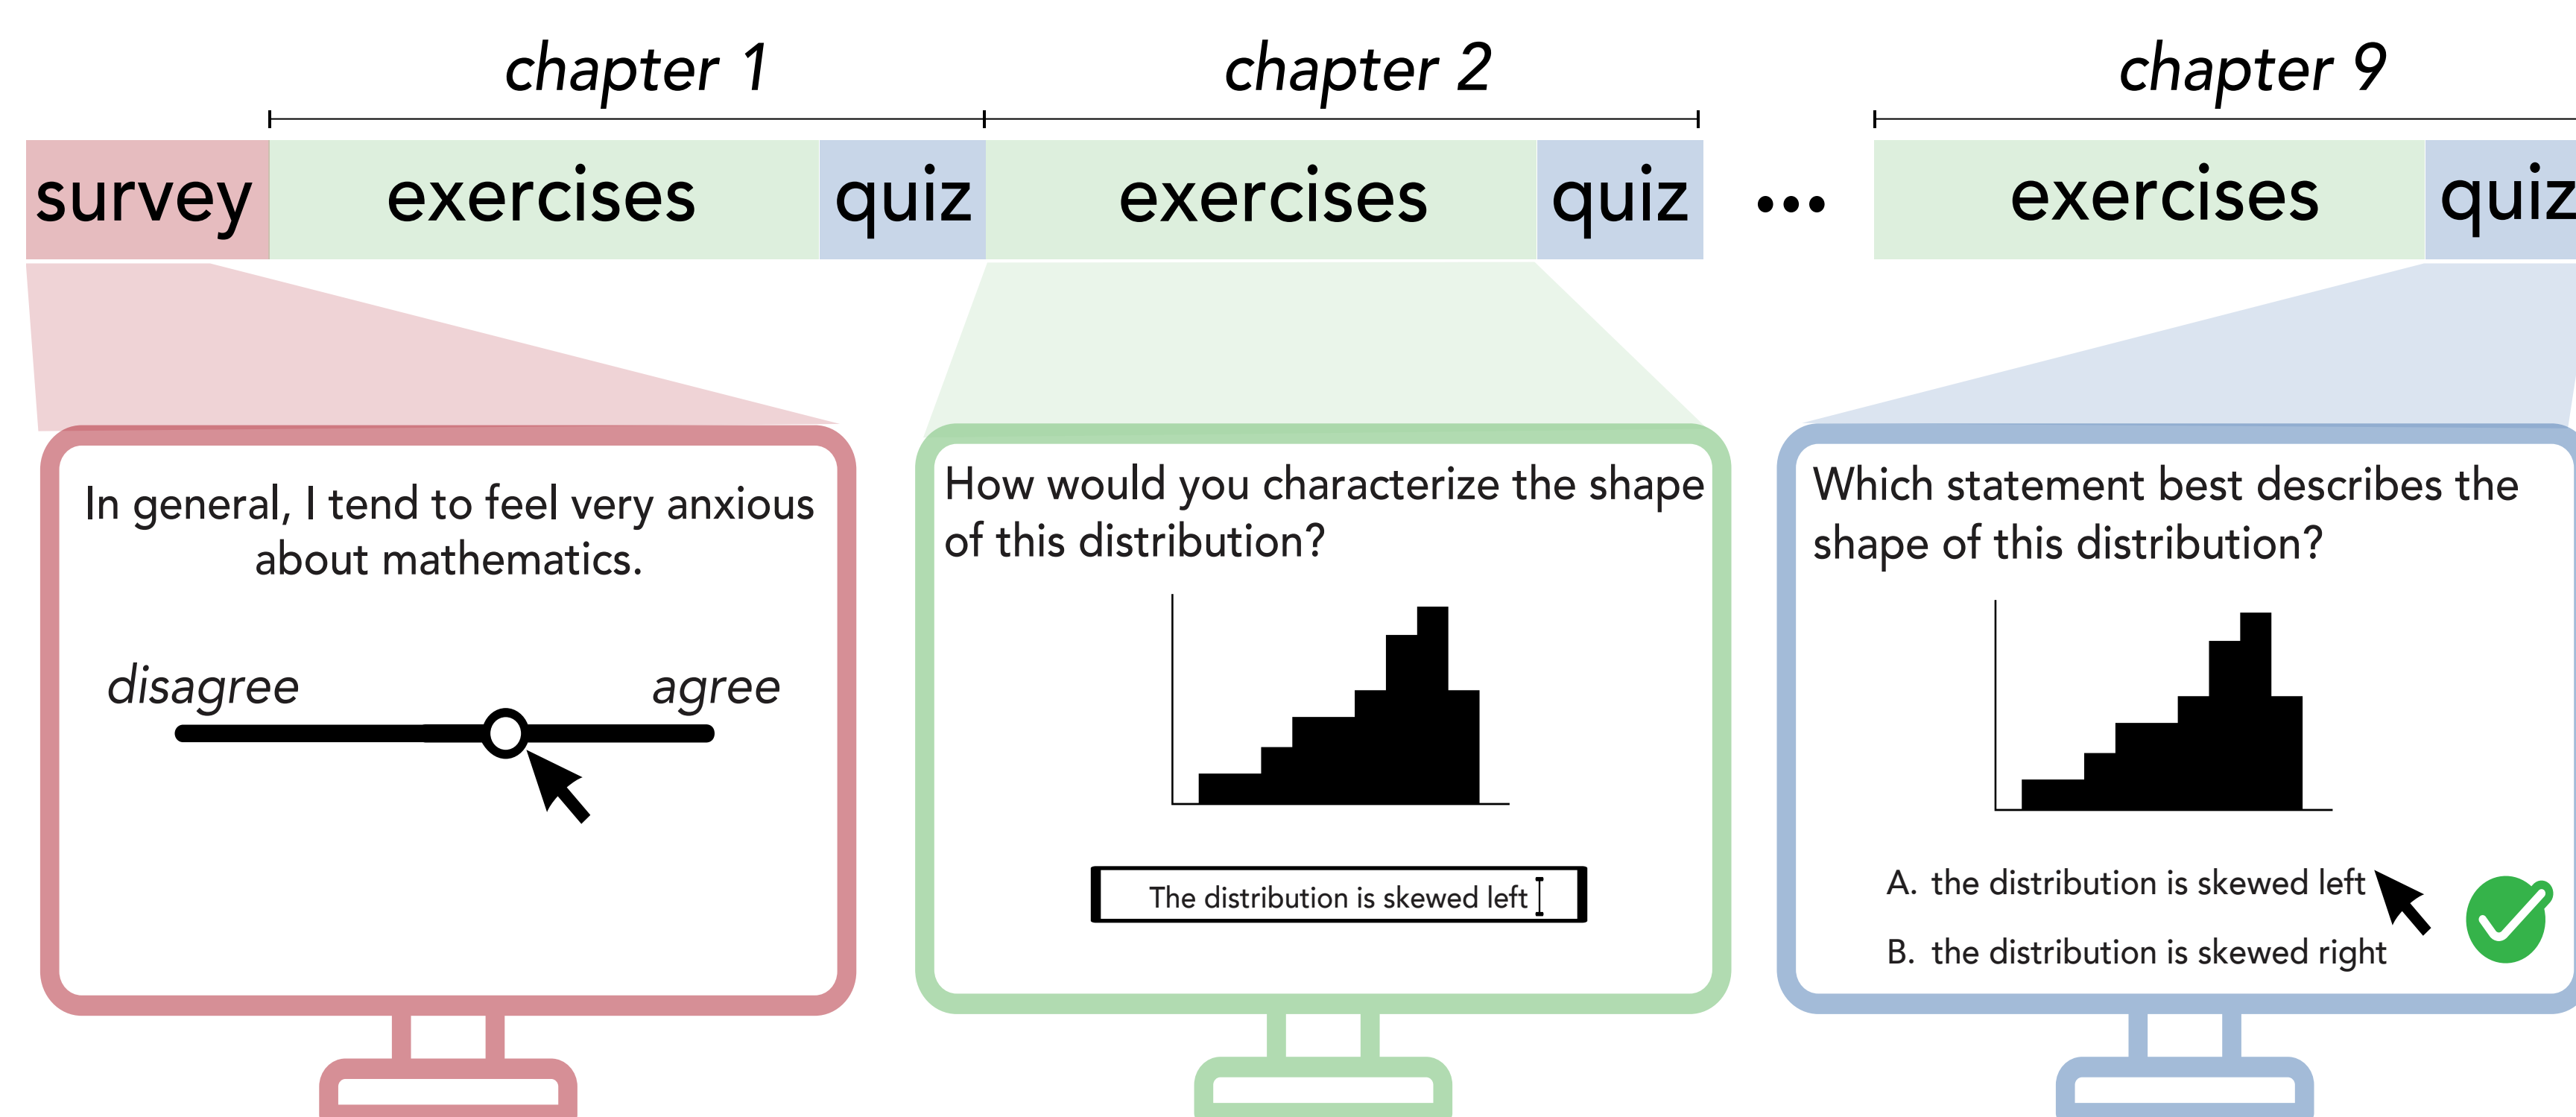 chapter 1 chapter 2 chapter 9
survey exercises quiz exercises quiz ... exercises quiz
In general, I tend to feel very anxious
about mathematics.
disagree agree
How would you characterize the shape
of this distribution?
The distribution is skewed left
Which statement best describes the
shape of this distribution?
A. the distribution is skewed left
B. the distribution is skewed right